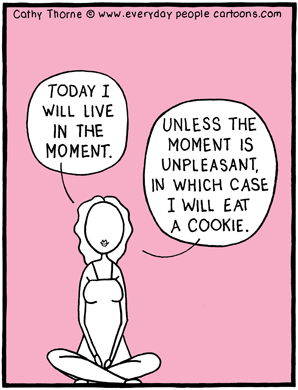 Cathy Thorne © www.everyday people cartoons.com
TODAY I
WILL LIVE
IN THE
MOMENT.
UNLESS THE
MOMENT IS
UNPLEASANT,
IN WHICH CASE
I WILL EAT
A COOKIE.